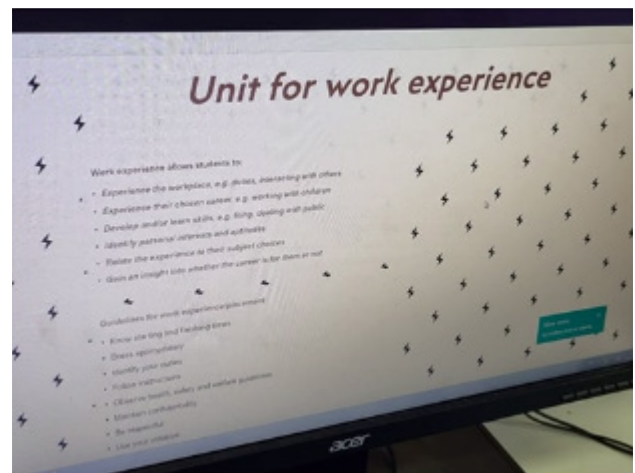 Unit for work experience
Work experience allows students to:
• Experience the workplace, e.g. duties, interacting with others
• Experience their chosen career, e.g. working with children
• Develop and/or learn skills, e.g. filing, dealing with public
• Identify personal interests and aptitudes
• Relate the experience to their subject choices
• Gain an insight into whether the career is for them or not
Guidelines for work experience/placement
• Know starting and finishing times
• Dress appropriately
• Identify your duties
• Follow instructions
• Observe health, safety and welfare guidelines
• Maintain confidentiality
• Be respectful
• Use your initiative
acer